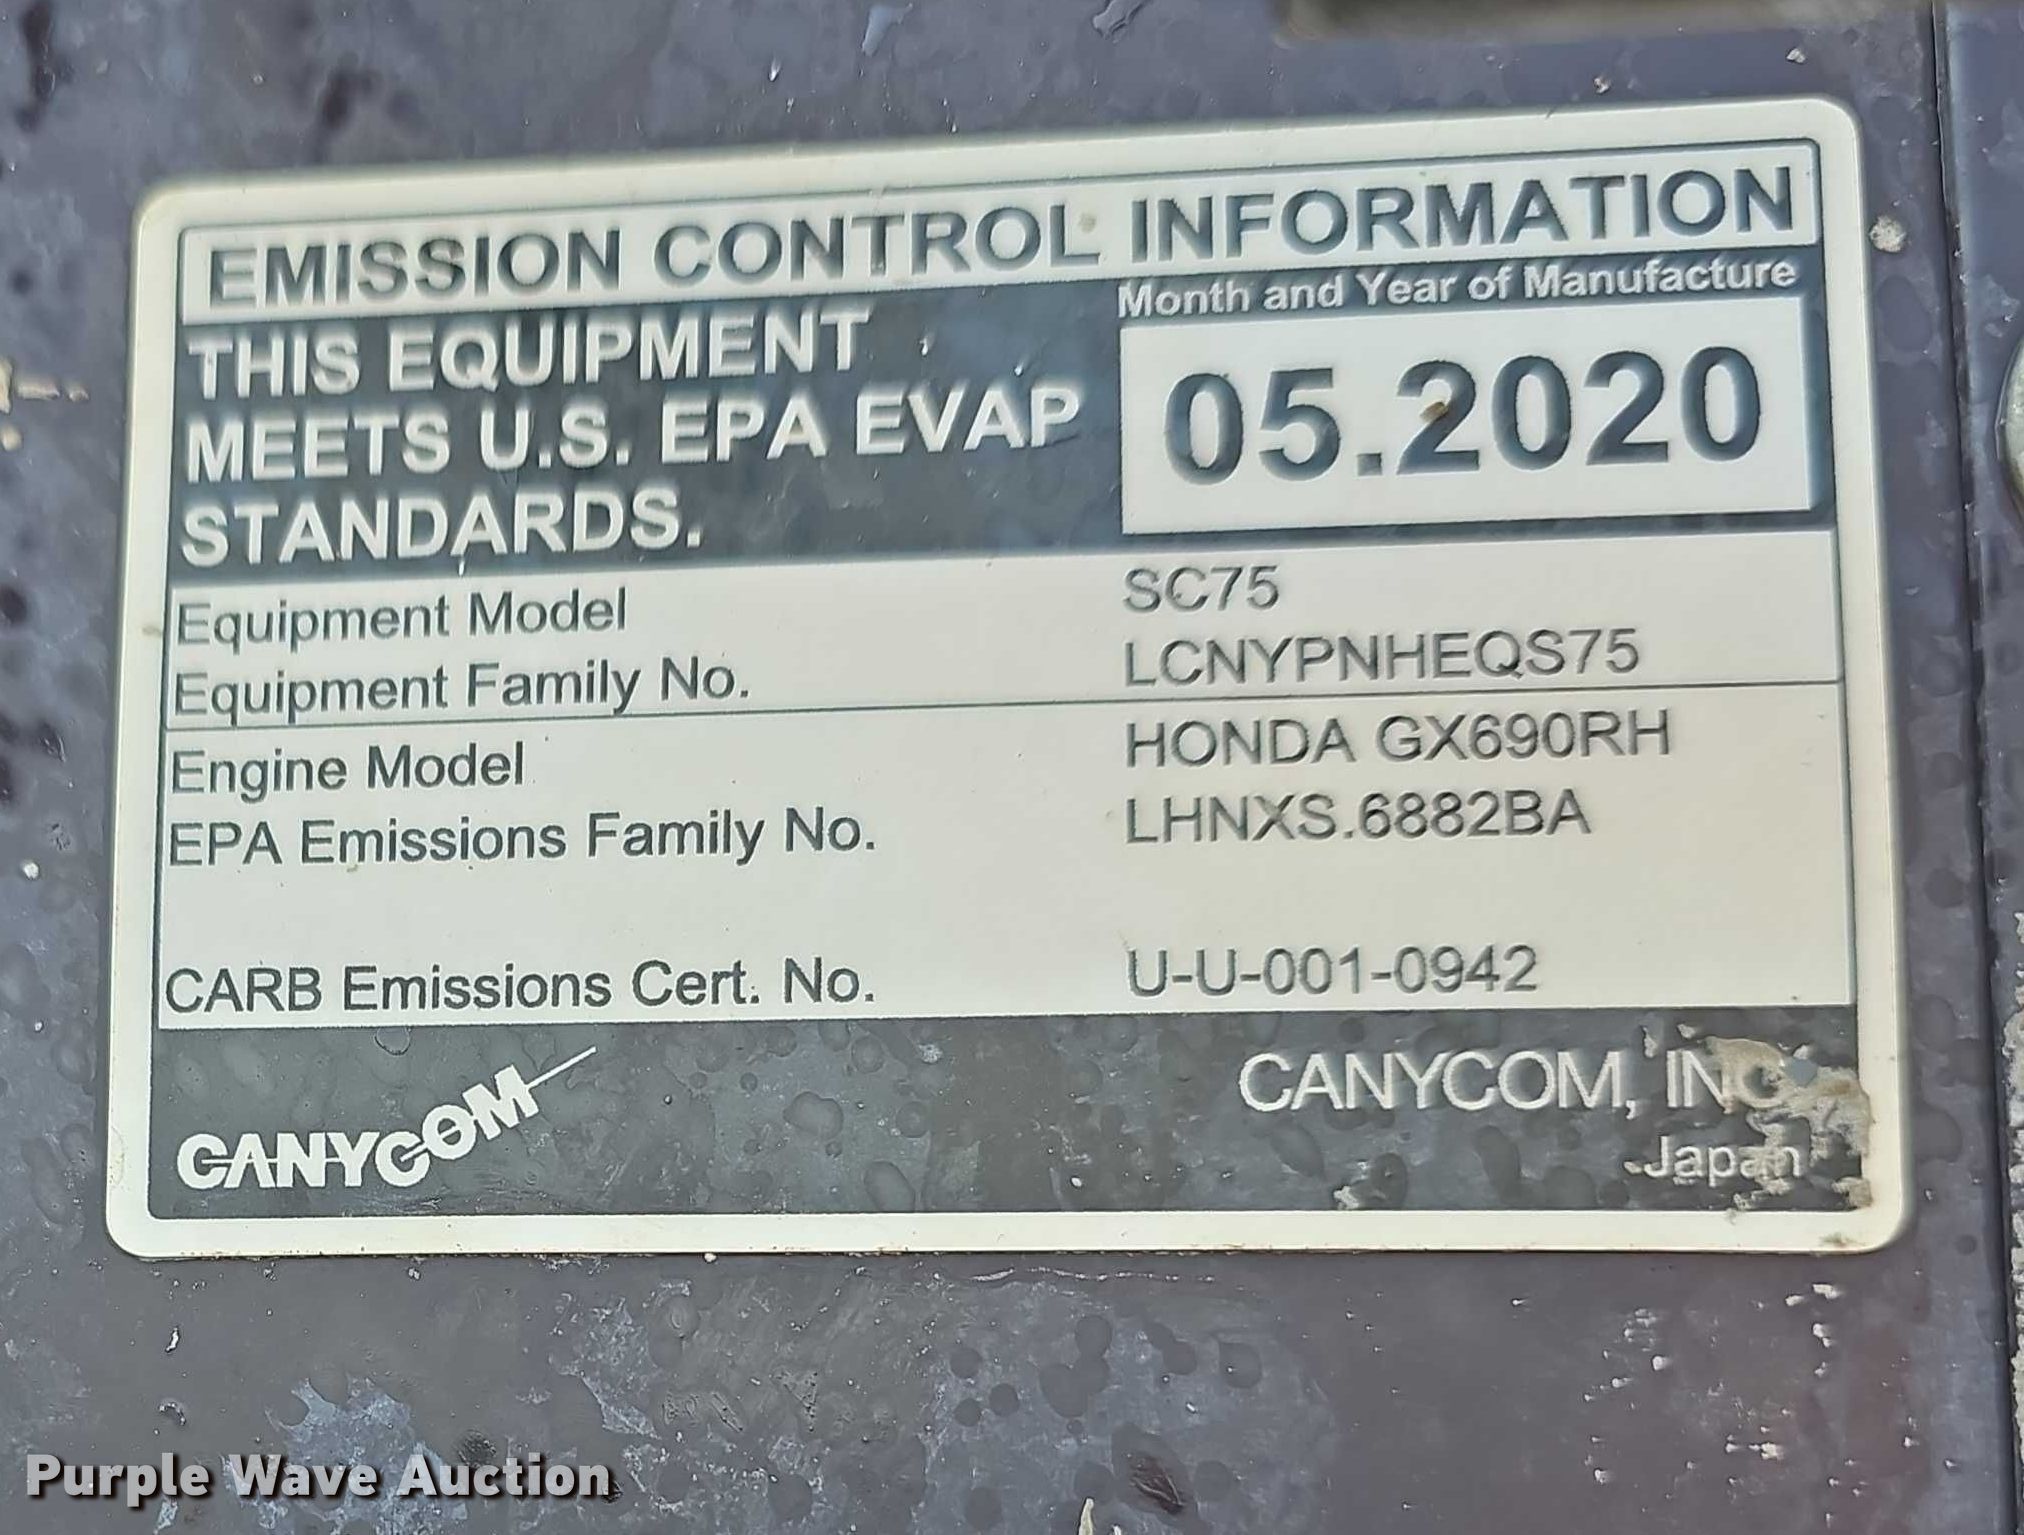 EMISSION CONTROL INFORMATION
THIS EQUIPMENT
MEETS U.S. EPA EVAP
STANDARDS.
Month and Year of Manufacture
05.2020
Equipment Model SC75
Equipment Family No. LCNYPNHEQS75
Engine Model HONDA GX690RH
EPA Emissions Family No. LHNXS.6882BA
CARB Emissions Cert. No. U-U-001-0942
CANYCOM
CANYCOM, INC
Japan
Purple Wave Auction